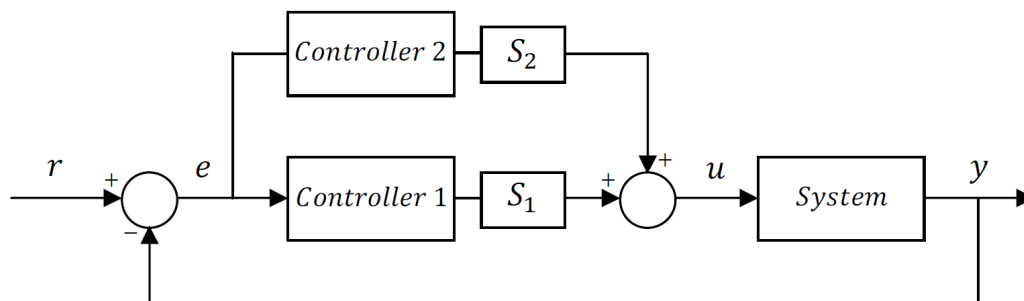 Controller 2
S₂
r
+
e
Controller 1
S₁
+
+
u
System
y
−